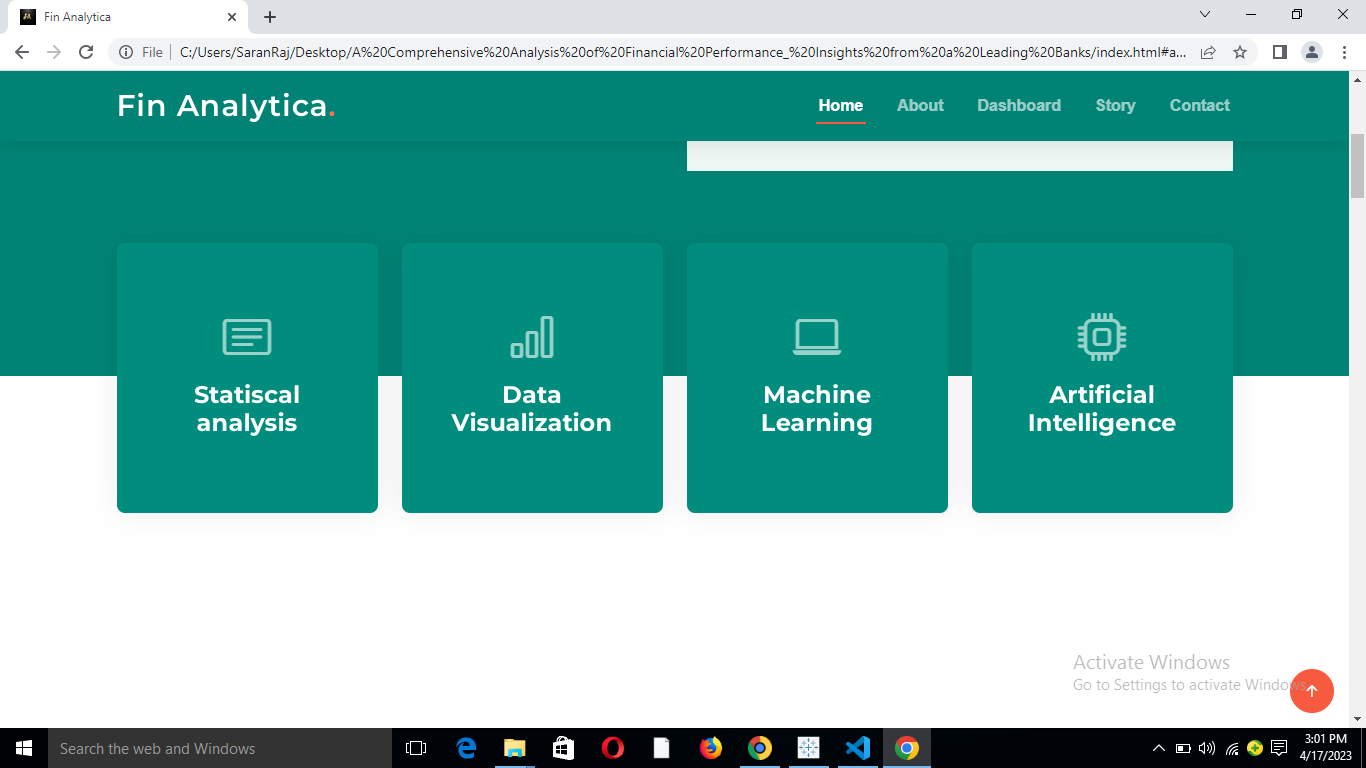 Fin Analytica
File
C:/Users/SaranRaj/Desktop/A%20Comprehensive%20Analysis%20of%20Financial%20Performance_%20Insights%20from%20a%20Leading%20Banks/index.html#a...
Fin Analytica.
Home About Dashboard Story Contact
Statiscal
analysis
Data
Visualization
Machine
Learning
Artificial
Intelligence
Activate Windows
Go to Settings to activate Windows.
Search the web and Windows
3:01 PM
4/17/2023